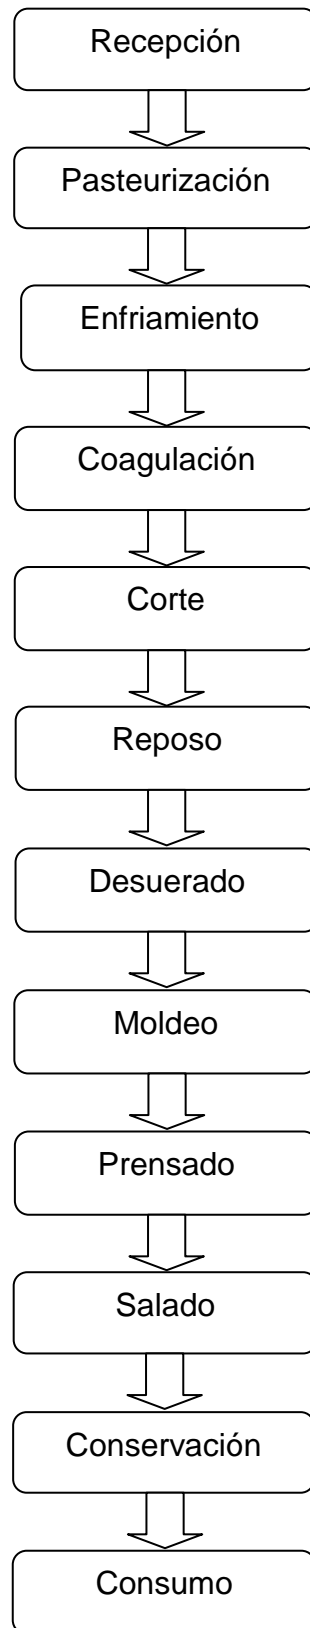 Recepción
Pasteurización
Enfriamiento
Coagulación
Corte
Reposo
Desuerado
Moldeo
Prensado
Salado
Conservación
Consumo